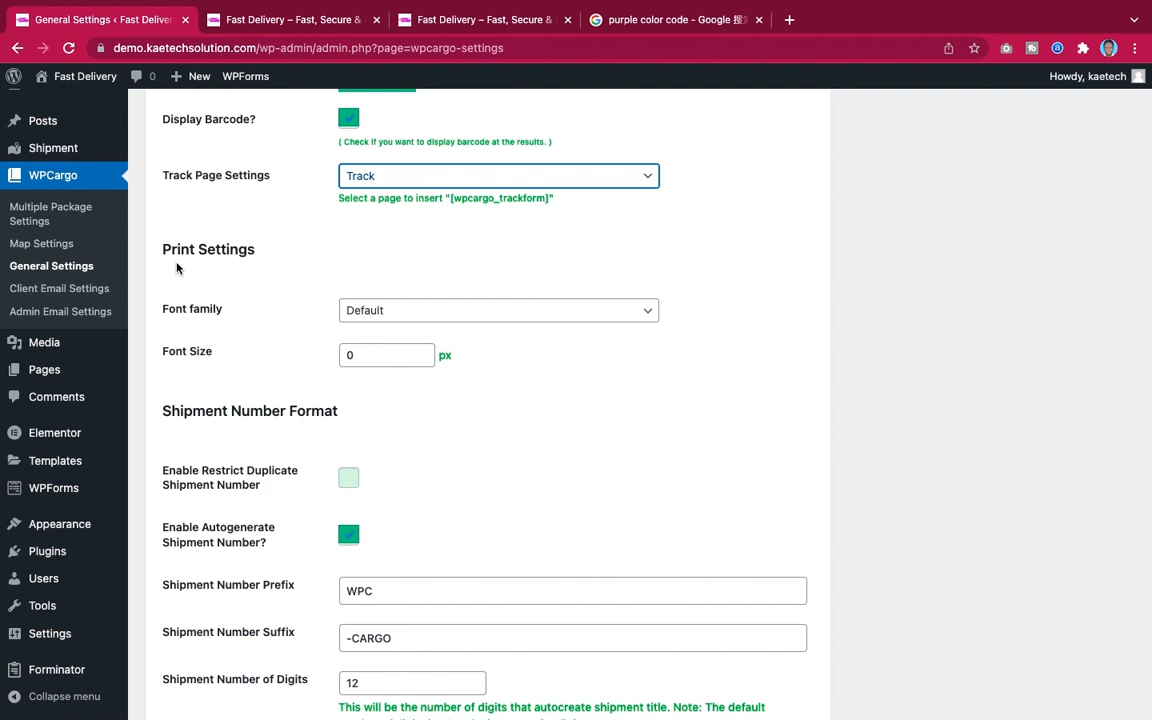 General Settings ‹ Fast Deliver
Fast Delivery – Fast, Secure &
Fast Delivery – Fast, Secure &
purple color code - Google 搜
demo.kaetechsolution.com/wp-admin/admin.php?page=wpcargo-settings
Fast Delivery
0
New
WPForms
Howdy, kaetech
Posts
Shipment
WPCargo
Multiple Package
Settings
Map Settings
General Settings
Client Email Settings
Admin Email Settings
Media
Pages
Comments
Elementor
Templates
WPForms
Appearance
Plugins
Users
Tools
Settings
Forminator
Collapse menu
Display Barcode?
( Check if you want to display barcode at the results. )
Track Page Settings
Track
Select a page to insert "[wpcargo_trackform]"
Print Settings
Font family
Default
Font Size
0
px
Shipment Number Format
Enable Restrict Duplicate
Shipment Number
Enable Autogenerate
Shipment Number?
Shipment Number Prefix
WPC
Shipment Number Suffix
-CARGO
Shipment Number of Digits
12
This will be the number of digits that autocreate shipment title. Note: The default